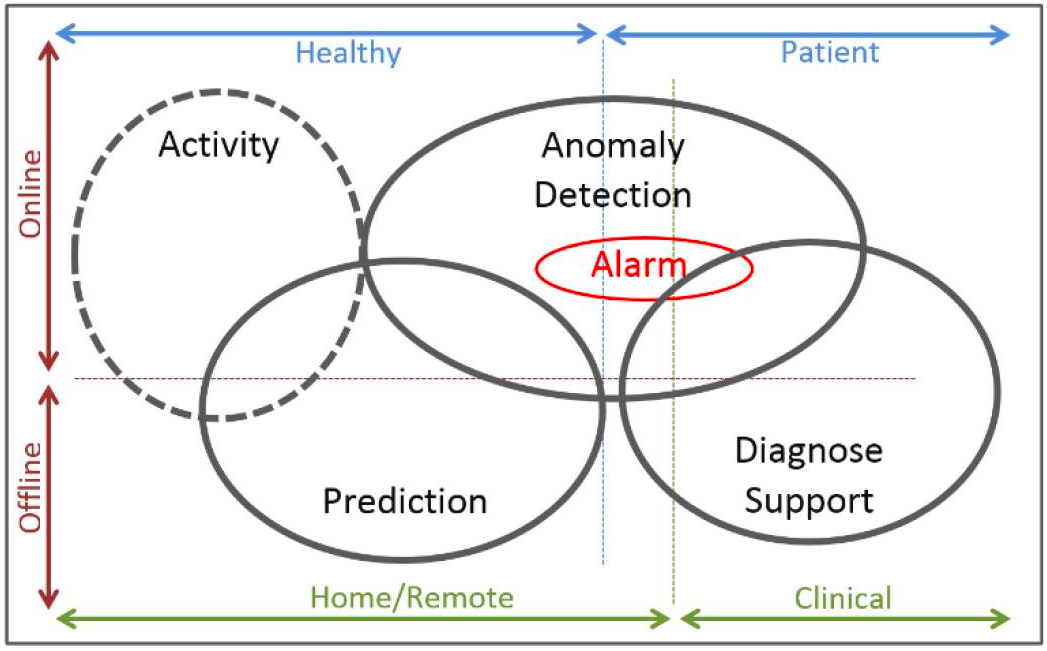 Healthy
Patient
Online
Activity
Anomaly
Detection
Alarm
Offline
Prediction
Diagnose
Support
Home/Remote
Clinical